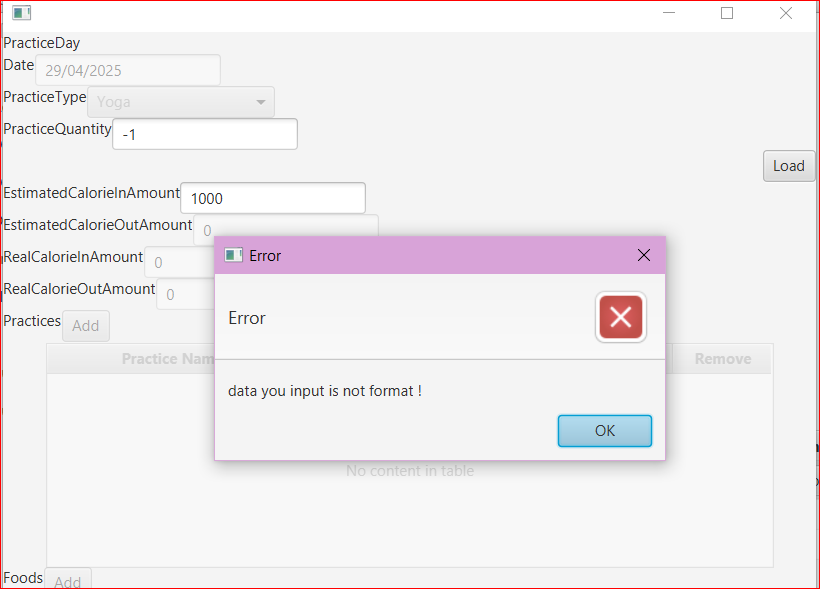 PracticeDay
Date 29/04/2025
PracticeType Yoga
PracticeQuantity -1
Load
EstimatedCalorieInAmount 1000
EstimatedCalorieOutAmount 0
RealCalorieInAmount 0
RealCalorieOutAmount 0
Practices Add
Practice Nam Remove
No content in table
Foods Add
Error
Error
data you input is not format !
OK